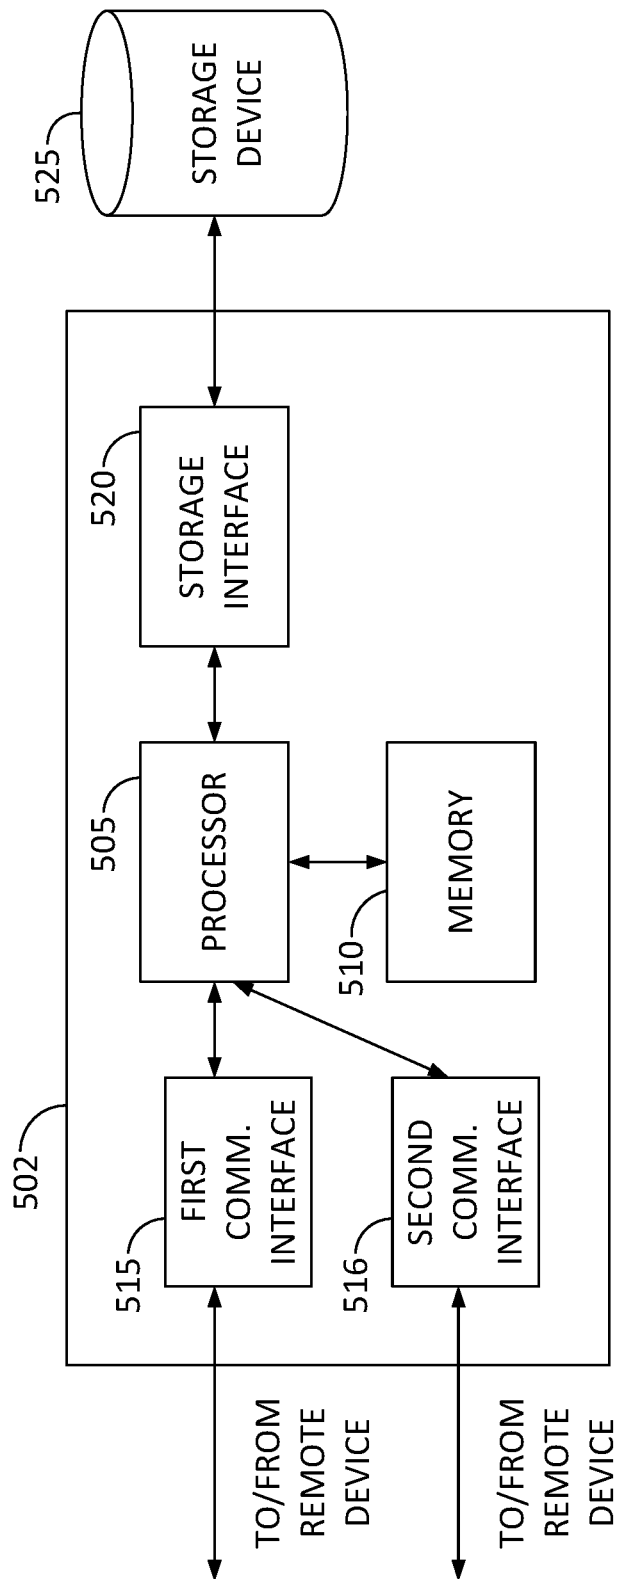 502
515
FIRST
COMM.
INTERFACE
TO/FROM
REMOTE
DEVICE
516
SECOND
COMM.
INTERFACE
TO/FROM
REMOTE
DEVICE
505
PROCESSOR
510
MEMORY
520
STORAGE
INTERFACE
525
STORAGE
DEVICE